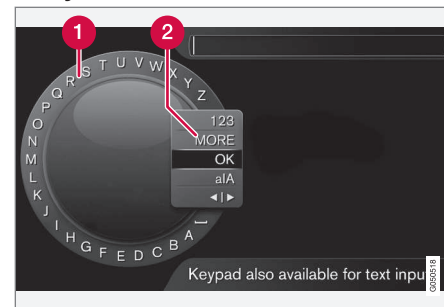 1
2
A B C D E F G H I J K L M N O P Q R S T U V W X Y Z
123
MORE
OK
a|A
Keypad also available for text inpu
G050518